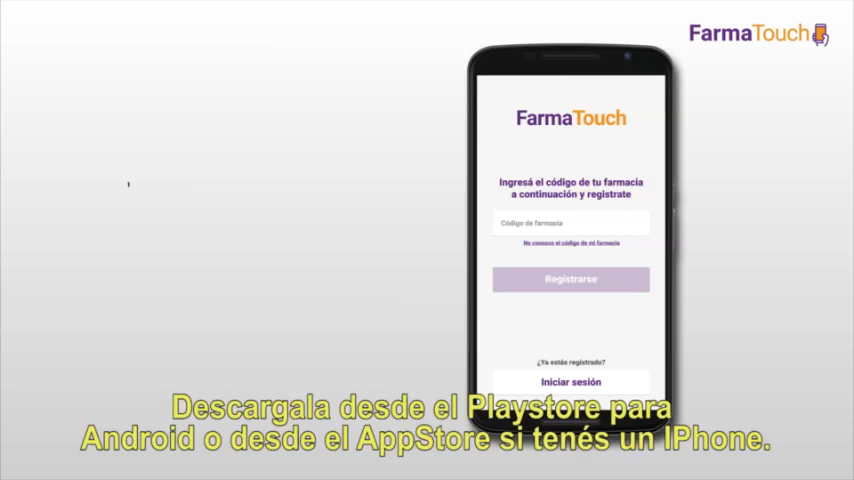 FarmaTouch
FarmaTouch
Ingresá el código de tu farmacia
a continuación y registrate
Código de farmacia
No conozco el código de mi farmacia
Registrarse
¿Ya estás registrado?
Iniciar sesión
Descargala desde el Playstore para
Android o desde el AppStore si tenés un IPhone.